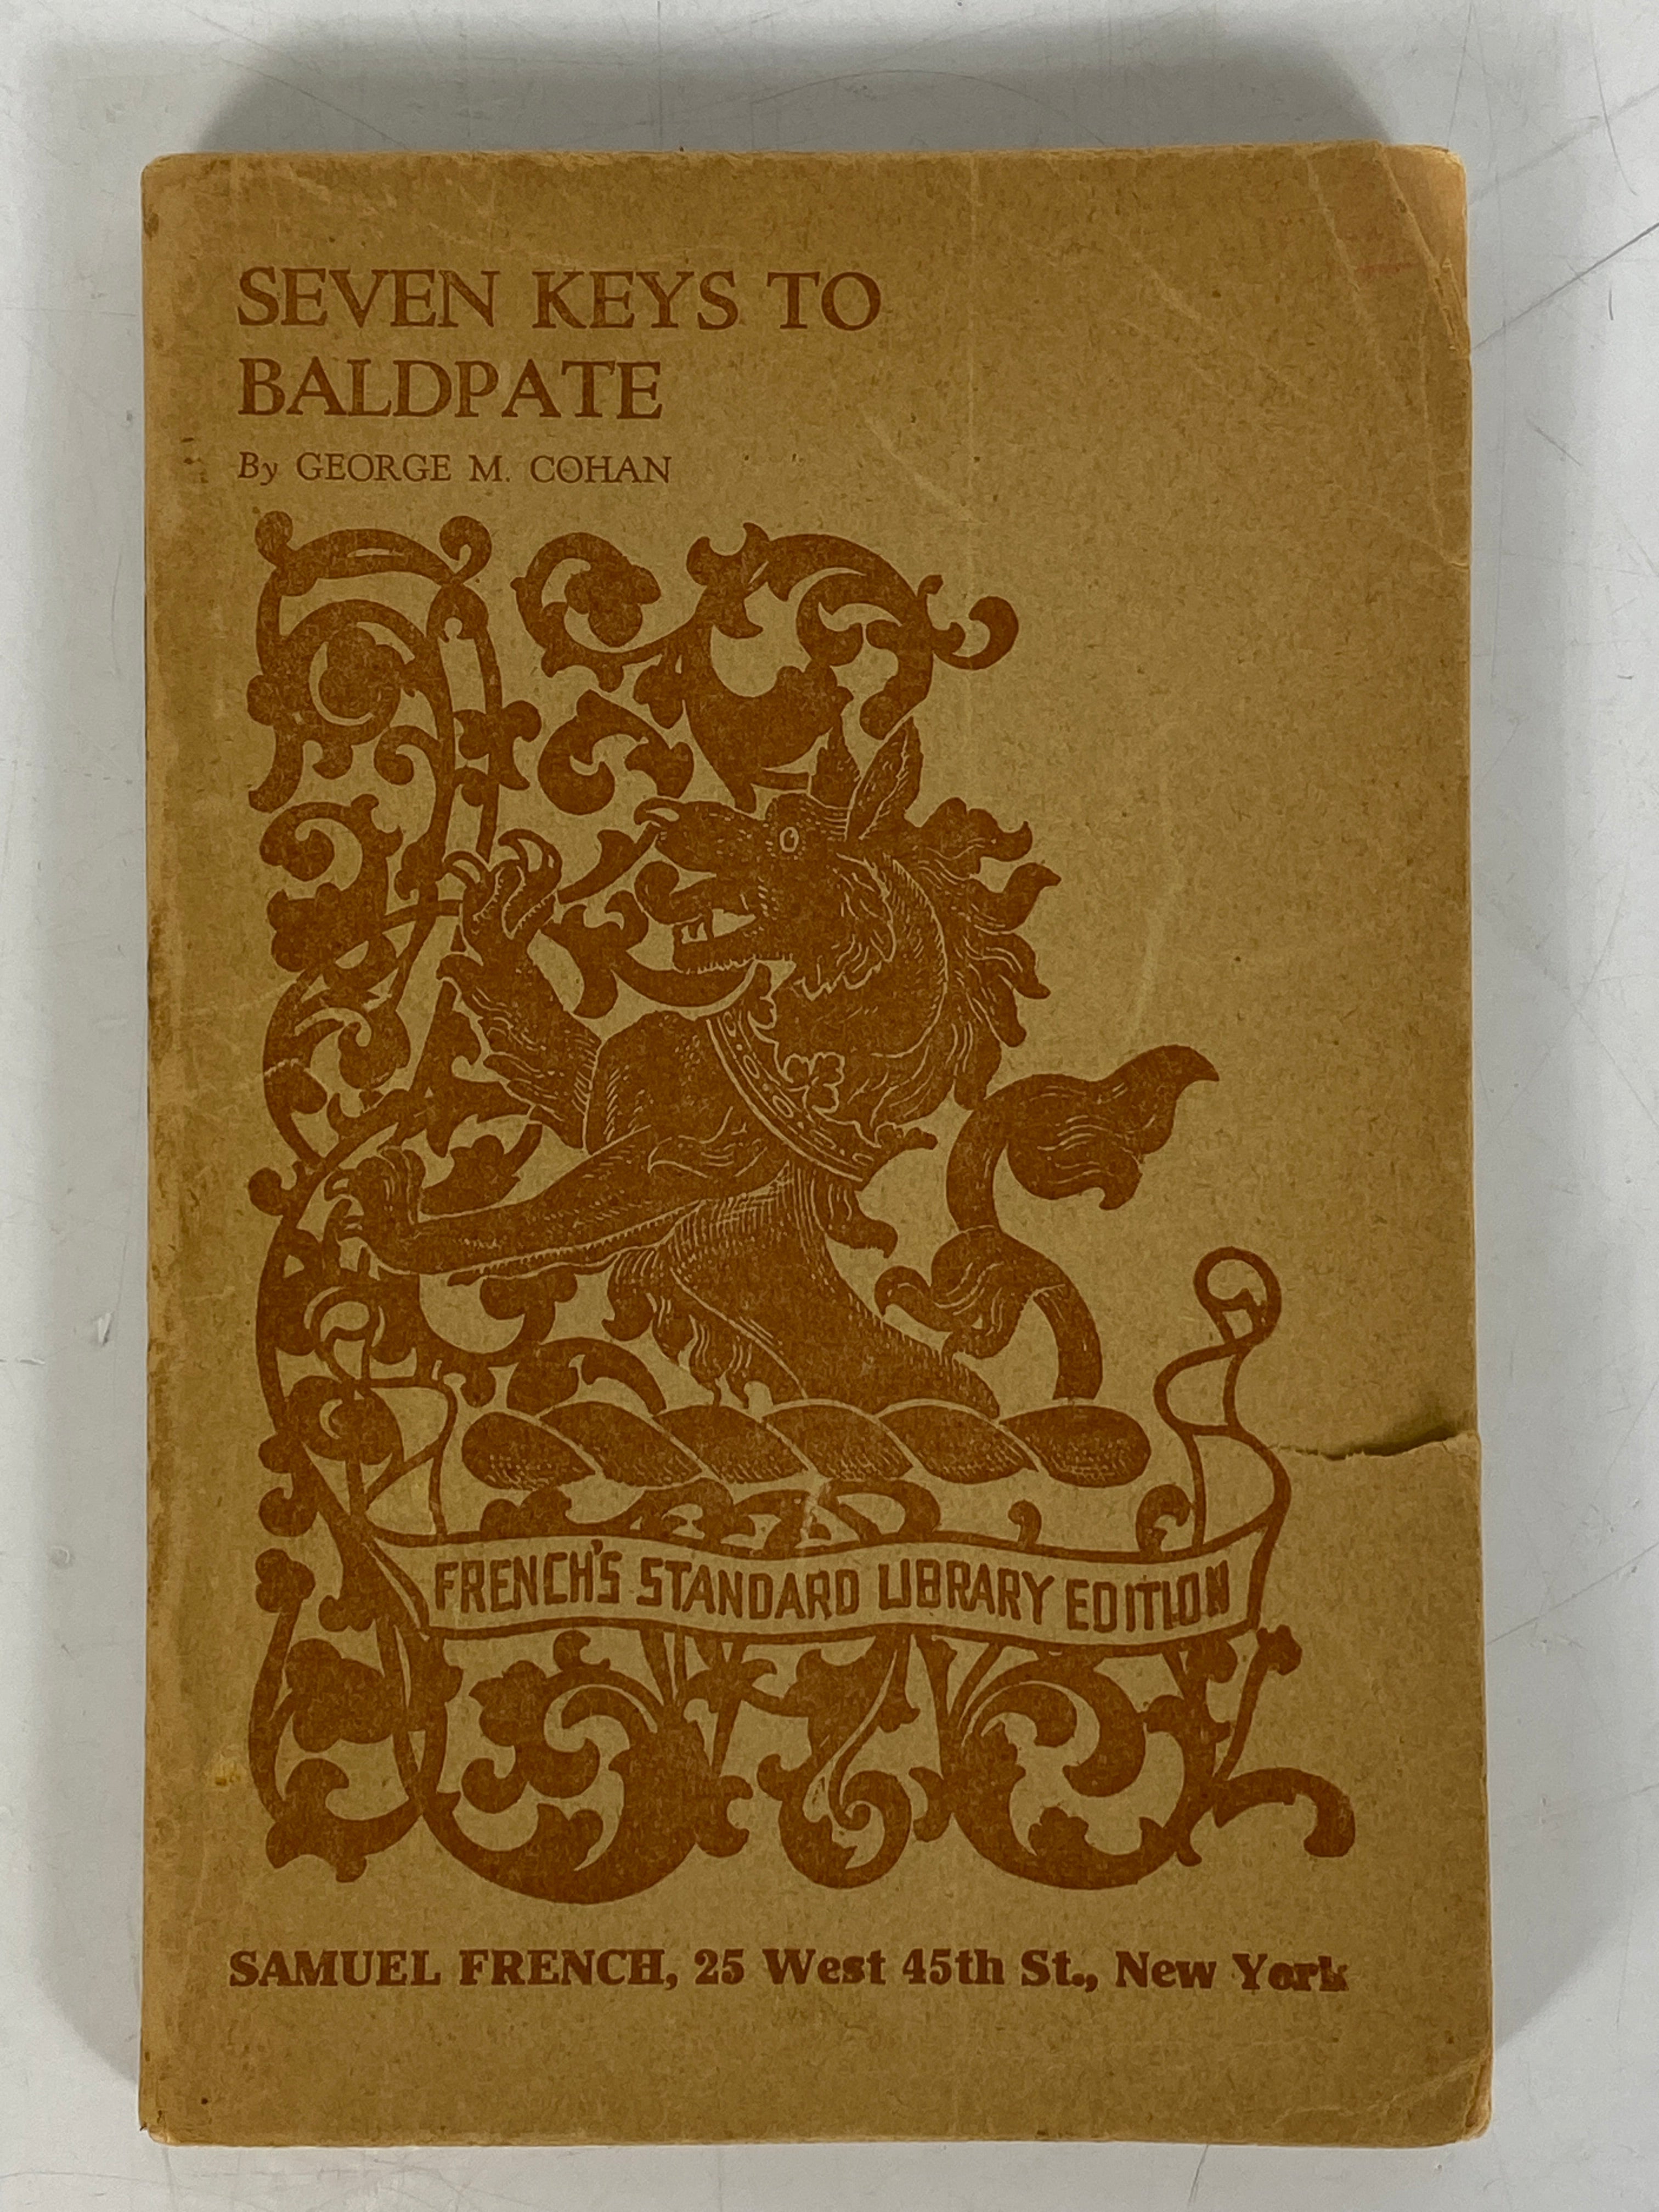 SEVEN KEYS TO
BALDPATE
By GEORGE M. COHAN
FRENCH'S STANDARD LIBRARY EDITION
SAMUEL FRENCH, 25 West 45th St., New York